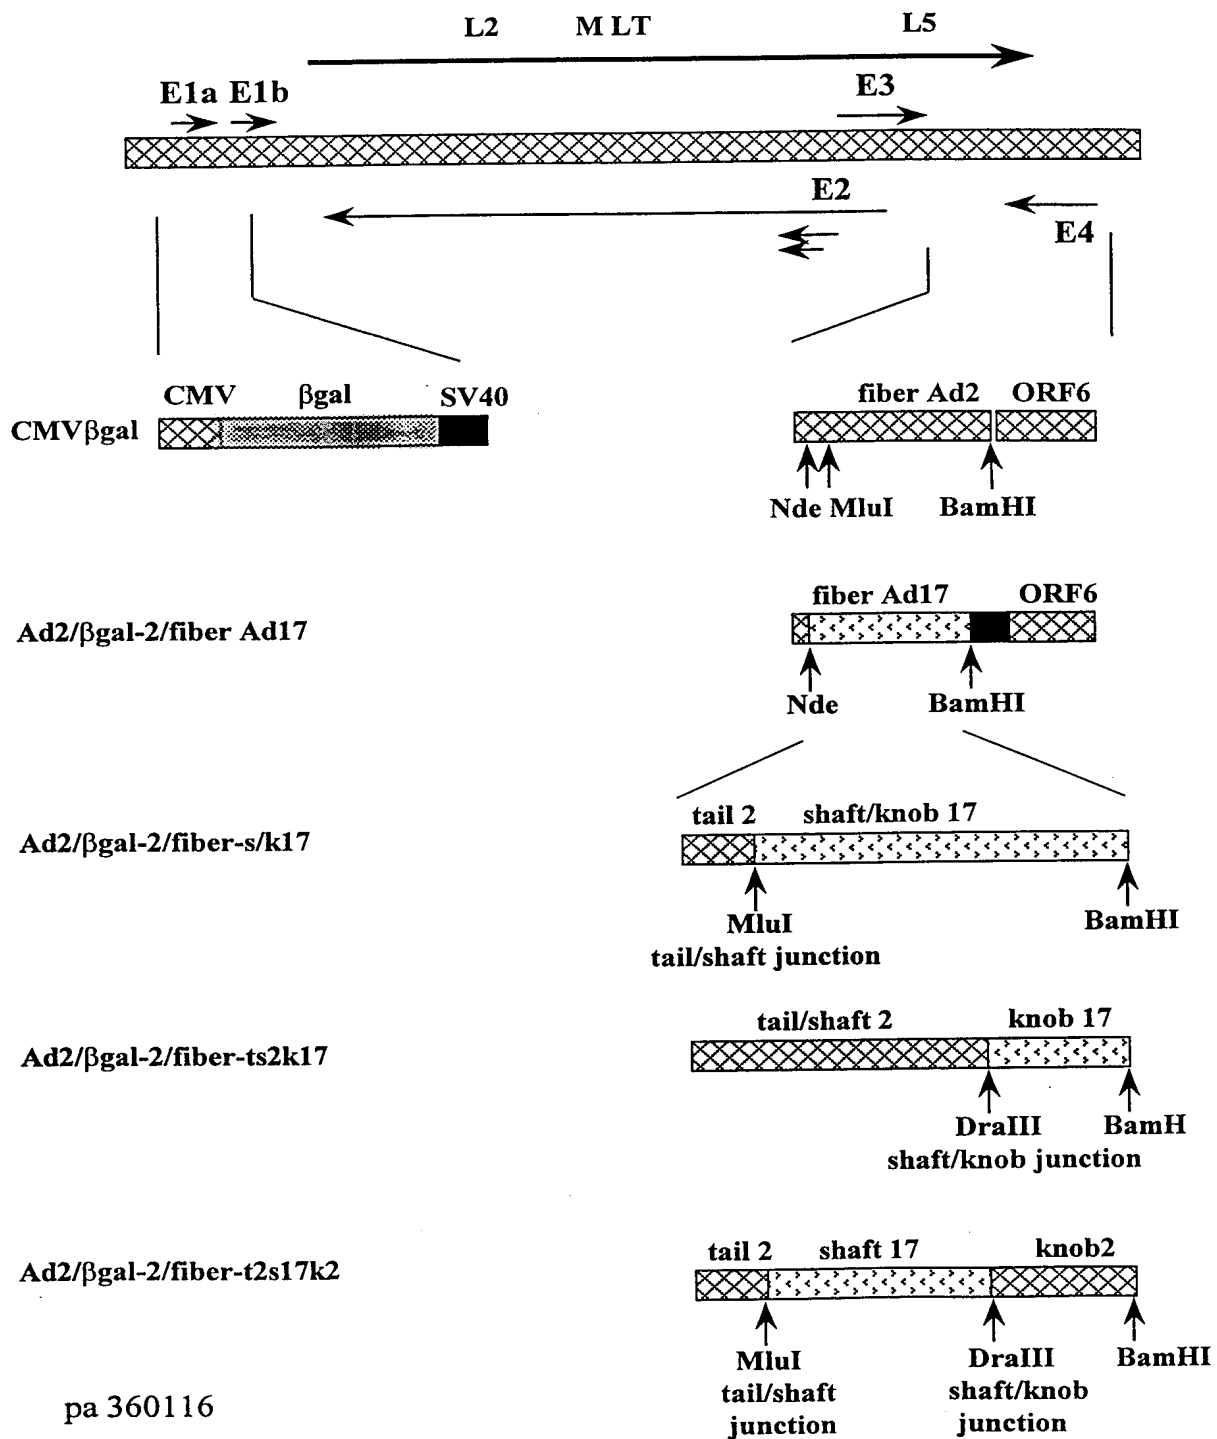 L2 M LT L5
E1a E1b E3
E2
E4
CMV βgal SV40 fiber Ad2 ORF6
CMVβgal
Nde MluI BamHI
fiber Ad17 ORF6
Ad2/βgal-2/fiber Ad17
Nde BamHI
tail 2 shaft/knob 17
Ad2/βgal-2/fiber-s/k17
MluI BamHI
tail/shaft junction
tail/shaft 2 knob 17
Ad2/βgal-2/fiber-ts2k17
DraIII BamH
shaft/knob junction
tail 2 shaft 17 knob2
Ad2/βgal-2/fiber-t2s17k2
MluI DraIII BamHI
tail/shaft shaft/knob
junction junction
pa 360116